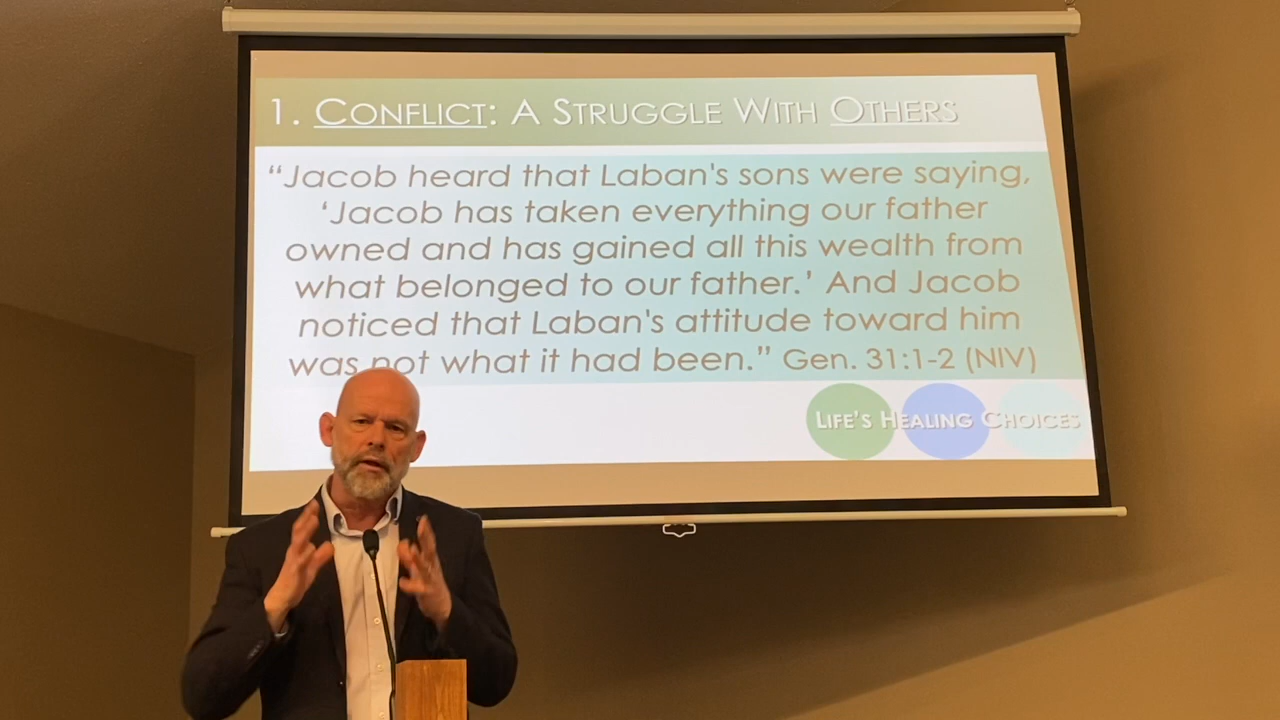 1. CONFLICT: A STRUGGLE WITH OTHERS
“Jacob heard that Laban's sons were saying,
‘Jacob has taken everything our father
owned and has gained all this wealth from
what belonged to our father.’ And Jacob
noticed that Laban's attitude toward him
was not what it had been.” Gen. 31:1-2 (NIV)
LIFE'S HEALING CHOICES